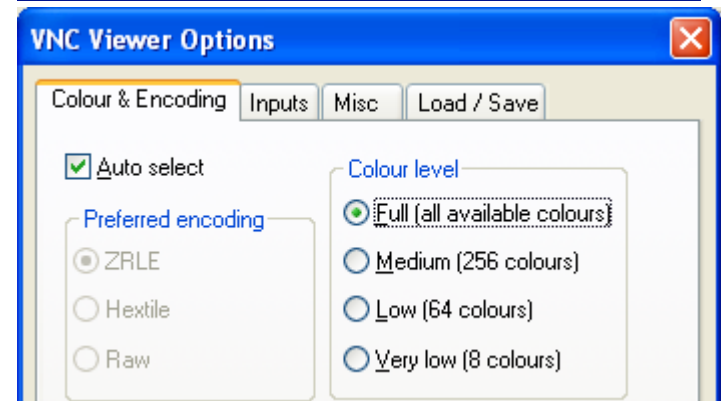 VNC Viewer Options
Colour & Encoding Inputs Misc Load / Save
Auto select
Preferred encoding
ZRLE
Hextile
Raw
Colour level
Full (all available colours)
Medium (256 colours)
Low (64 colours)
Very low (8 colours)